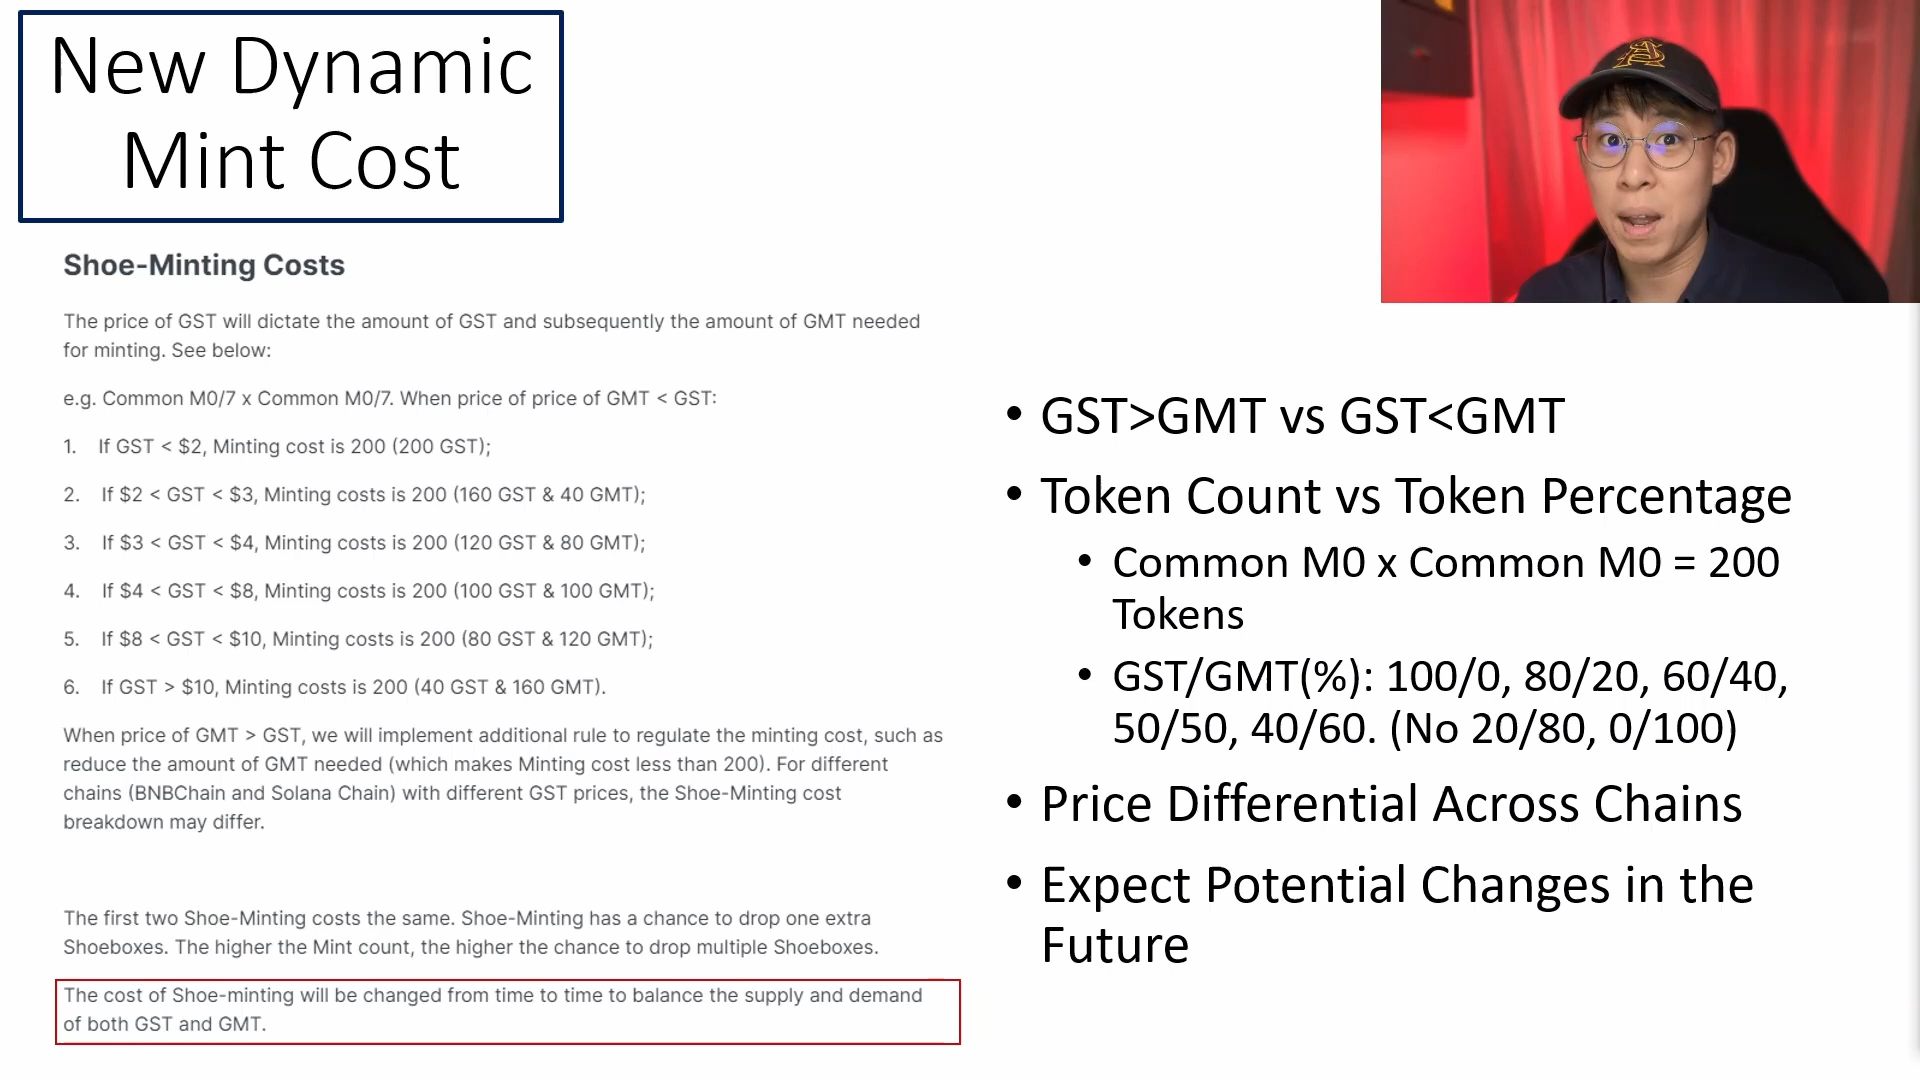 New Dynamic
Mint Cost
Shoe-Minting Costs
The price of GST will dictate the amount of GST and subsequently the amount of GMT needed
for minting. See below:
e.g. Common M0/7 x Common M0/7. When price of price of GMT < GST:
1. If GST < $2, Minting cost is 200 (200 GST);
2. If $2 < GST < $3, Minting costs is 200 (160 GST & 40 GMT);
3. If $3 < GST < $4, Minting costs is 200 (120 GST & 80 GMT);
4. If $4 < GST < $8, Minting costs is 200 (100 GST & 100 GMT);
5. If $8 < GST < $10, Minting costs is 200 (80 GST & 120 GMT);
6. If GST > $10, Minting costs is 200 (40 GST & 160 GMT).
When price of GMT > GST, we will implement additional rule to regulate the minting cost, such as
reduce the amount of GMT needed (which makes Minting cost less than 200). For different
chains (BNBChain and Solana Chain) with different GST prices, the Shoe-Minting cost
breakdown may differ.
The first two Shoe-Minting costs the same. Shoe-Minting has a chance to drop one extra
Shoeboxes. The higher the Mint count, the higher the chance to drop multiple Shoeboxes.
The cost of Shoe-minting will be changed from time to time to balance the supply and demand
of both GST and GMT.
• GST>GMT vs GST<GMT
• Token Count vs Token Percentage
• Common M0 x Common M0 = 200
Tokens
• GST/GMT(%): 100/0, 80/20, 60/40,
50/50, 40/60. (No 20/80, 0/100)
• Price Differential Across Chains
• Expect Potential Changes in the
Future